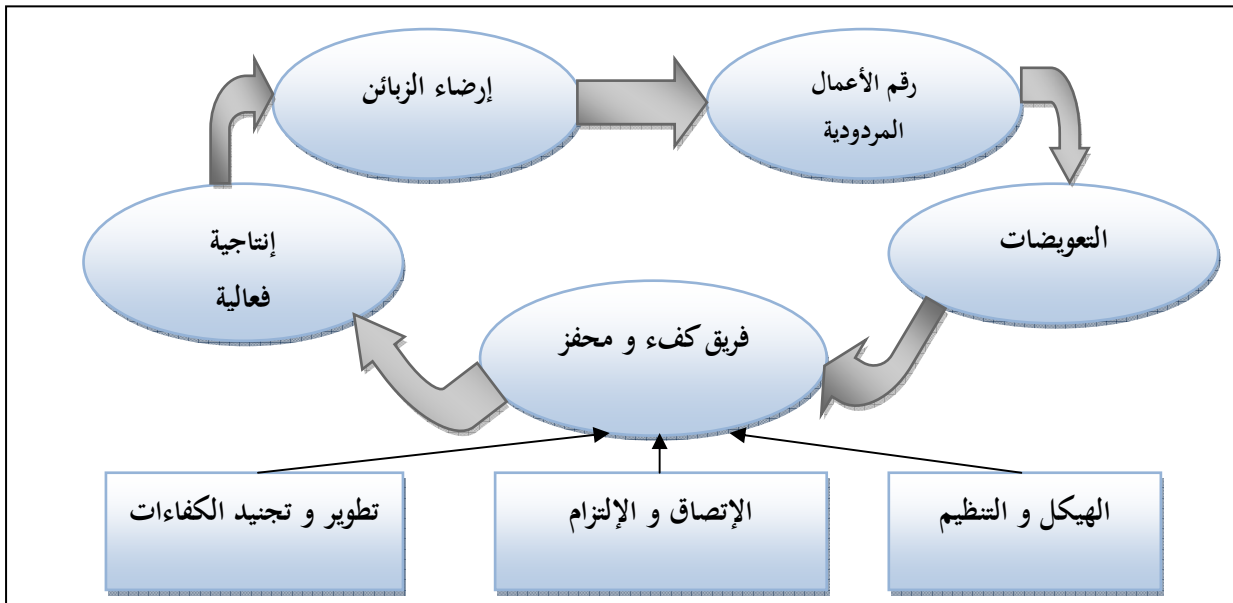 إرضاء الزبائن
رقم الأعمال
المردودية
التعويضات
إنتاجية
فعالية
فريق كفء و محفز
الهيكل و التنظيم
الإتصاق و الإلتزام
تطوير و تجنيد الكفاءات